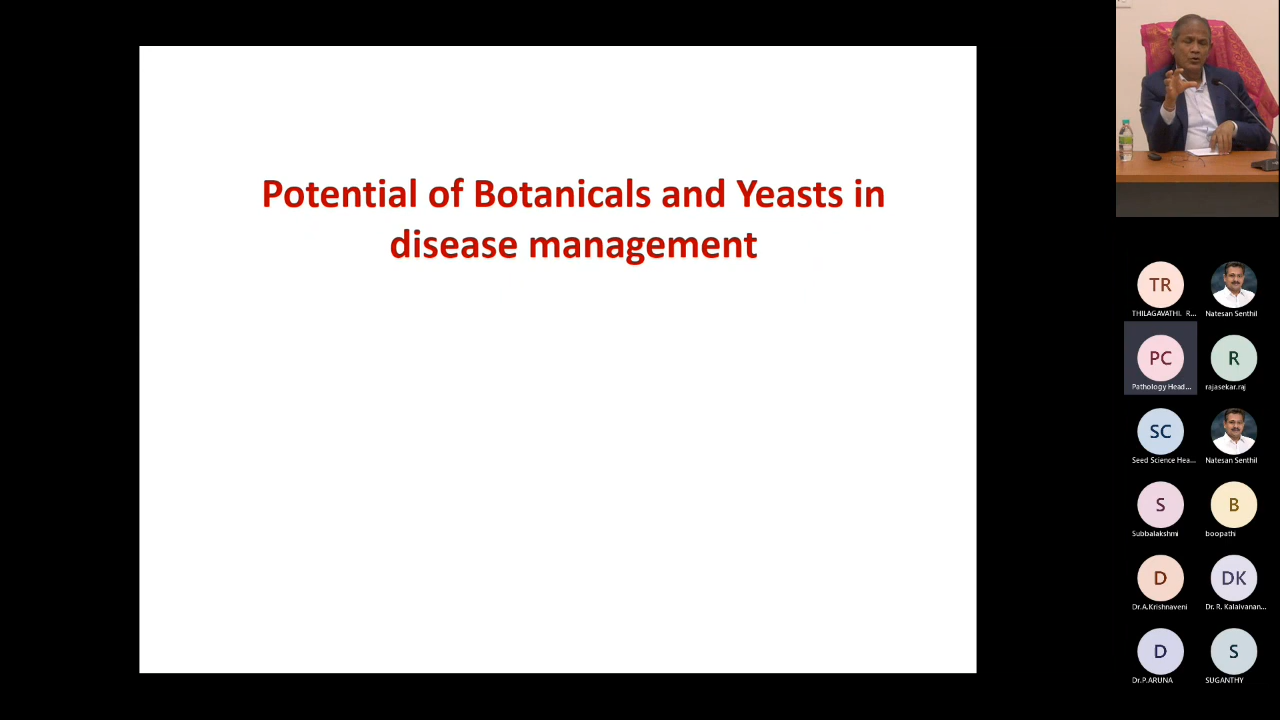 Potential of Botanicals and Yeasts in
disease management
TR
THILAGAVATHI. R...
Natesan Senthil
PC
Pathology Head...
R
rajasekar.raj
SC
Seed Science Hea...
Natesan Senthil
S
Subbalakshmi
B
boopathi
D
Dr.A.Krishnaveni
DK
Dr. R. Kalaivanan...
D
Dr.P.ARUNA
S
SUGANTHY